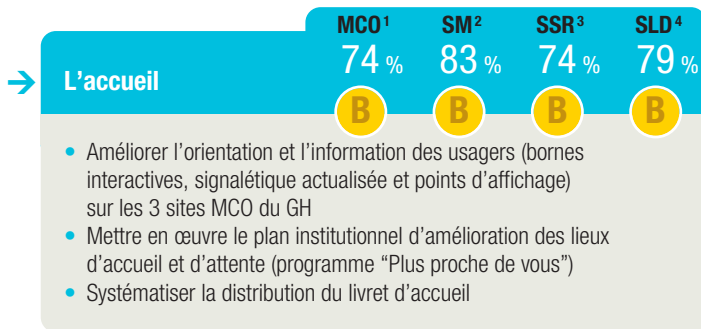 MCO¹ SM² SSR³ SLD⁴
74 % 83 % 74 % 79 %
→ L'accueil
B B B B
• Améliorer l'orientation et l'information des usagers (bornes
interactives, signalétique actualisée et points d'affichage)
sur les 3 sites MCO du GH
• Mettre en œuvre le plan institutionnel d'amélioration des lieux
d'accueil et d'attente (programme “Plus proche de vous”)
• Systématiser la distribution du livret d'accueil